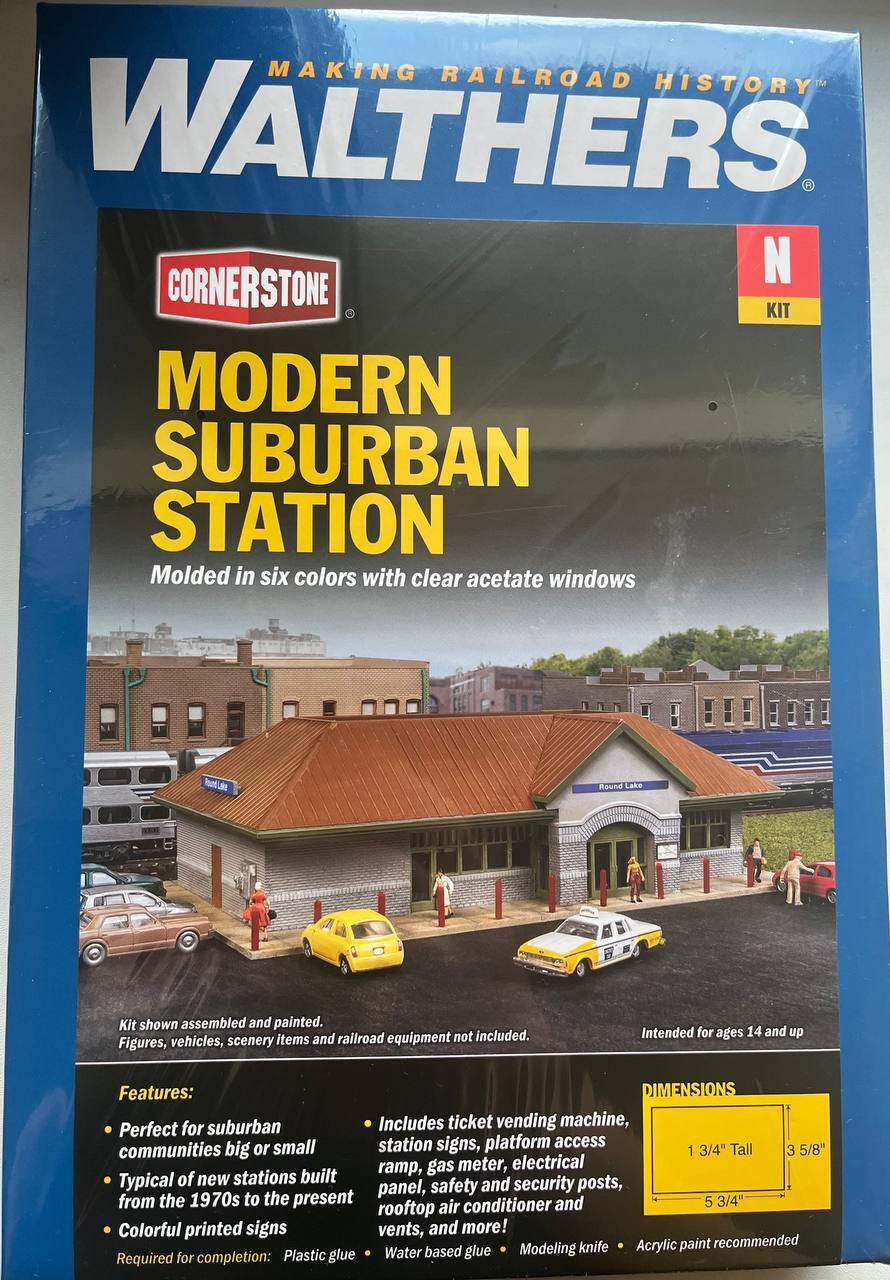 MAKING RAILROAD HISTORY™
WALTHERS®
CORNERSTONE®
N
KIT
MODERN
SUBURBAN
STATION
Molded in six colors with clear acetate windows
Round Lake
Round Lake
Kit shown assembled and painted.
Figures, vehicles, scenery items and railroad equipment not included.
Intended for ages 14 and up
Features:
• Perfect for suburban
communities big or small
• Typical of new stations built
from the 1970s to the present
• Colorful printed signs
• Includes ticket vending machine,
station signs, platform access
ramp, gas meter, electrical
panel, safety and security posts,
rooftop air conditioner and
vents, and more!
DIMENSIONS
1 3/4" Tall
3 5/8"
5 3/4"
Required for completion: Plastic glue • Water based glue • Modeling knife • Acrylic paint recommended